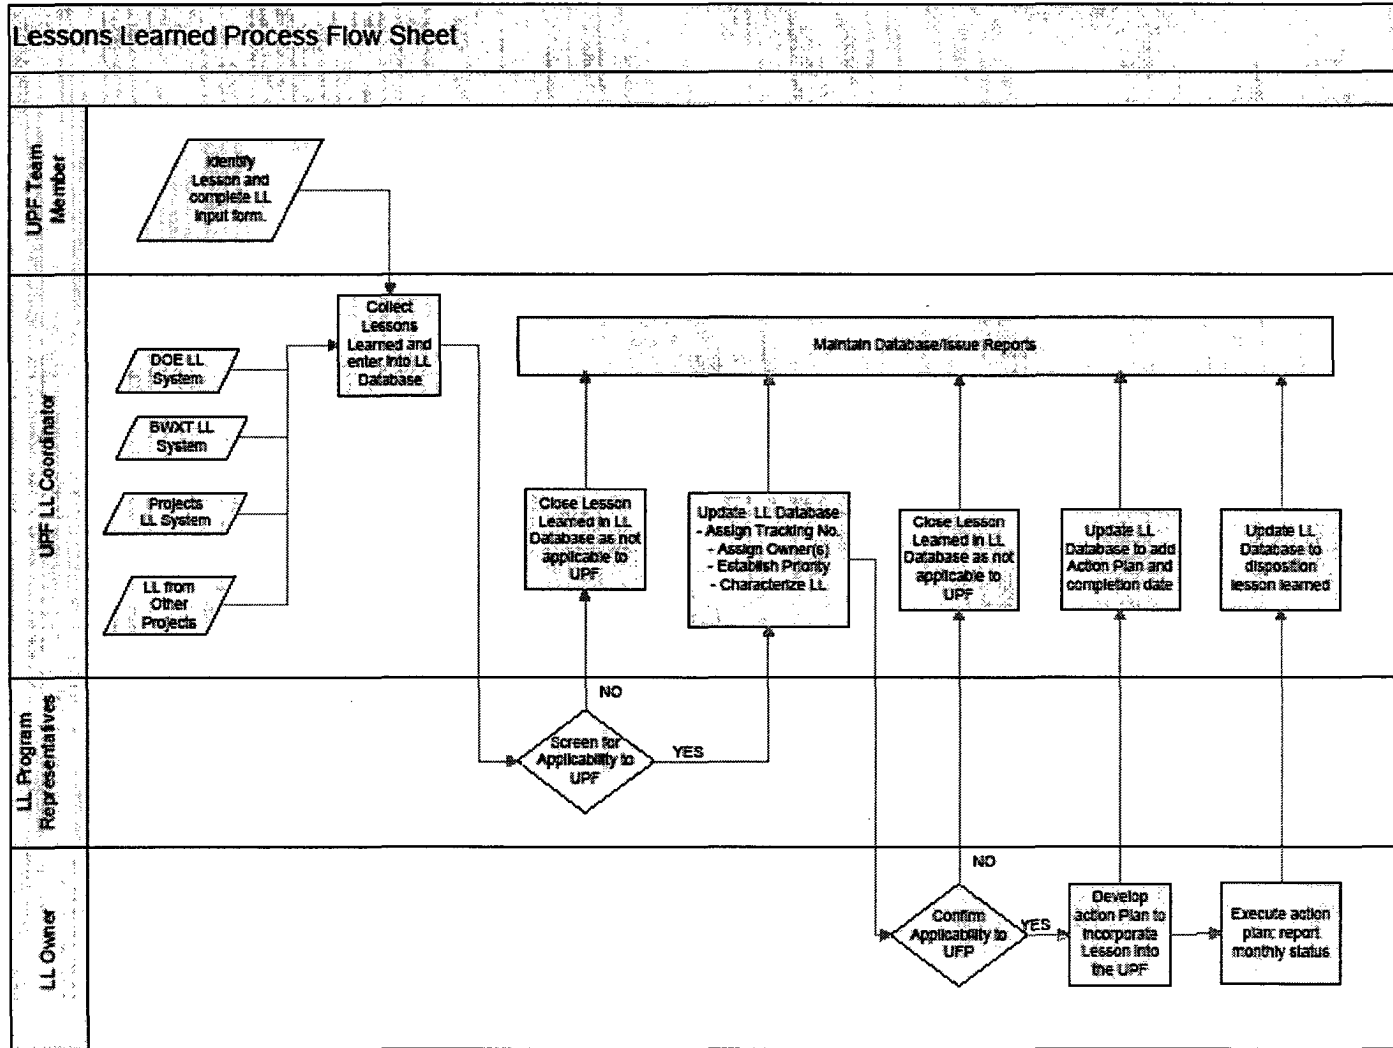 Lessons Learned Process Flow Sheet
UPF Team
Member
Identify
Lesson and
complete LL
Input form.
UPF LL Coordinator
Collect
Lessons
Learned and
enter into LL
Database
DOE LL
System
BWXT LL
System
Projects
LL System
LL from
Other
Projects
Maintain Database/Issue Reports
Close Lesson
Learned in LL
Database as not
applicable to
UPF
Update LL Database
- Assign Tracking No.
- Assign Owner(s)
- Establish Priority
- Characterize LL
Close Lesson
Learned in LL
Database as not
applicable to
UPF
Update LL
Database to add
Action Plan and
completion date
Update LL
Database to
disposition
lesson learned
LL Program
Representatives
NO
Screen for
Applicability to
UPF
YES
LL Owner
NO
Confirm
Applicability to
UFP
YES
Develop
action Plan to
incorporate
Lesson into
the UPF
Execute action
plan; report
monthly status